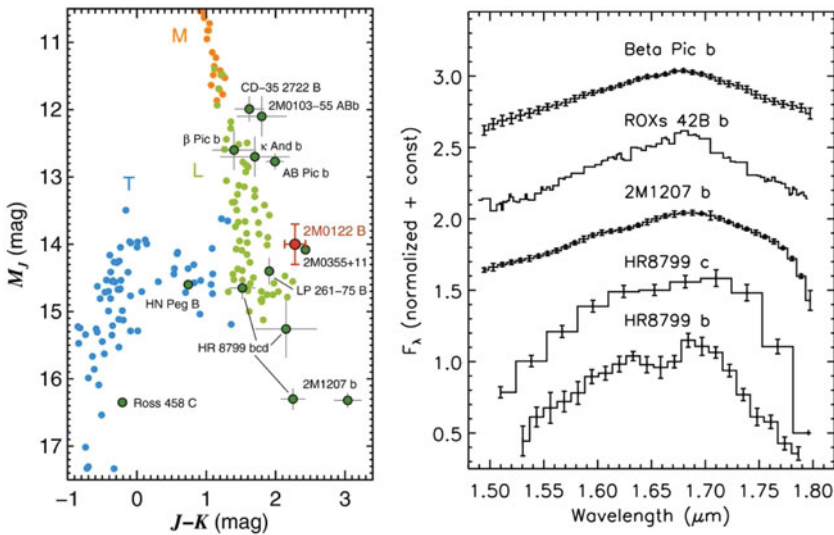 11
12
13
14
15
16
17
M_J (mag)
M
T
L
CD-35 2722 B
2M0103-55 ABb
β Pic b
κ And b
AB Pic b
2M0122 B
2M0355+11
HN Peg B
LP 261-75 B
HR 8799 bcd
2M1207 b
Ross 458 C
-1 0 1 2 3
J-K (mag)
3.0
2.5
2.0
1.5
1.0
0.5
F_λ (normalized + const)
Beta Pic b
ROXs 42B b
2M1207 b
HR8799 c
HR8799 b
1.50 1.55 1.60 1.65 1.70 1.75 1.80
Wavelength (μm)